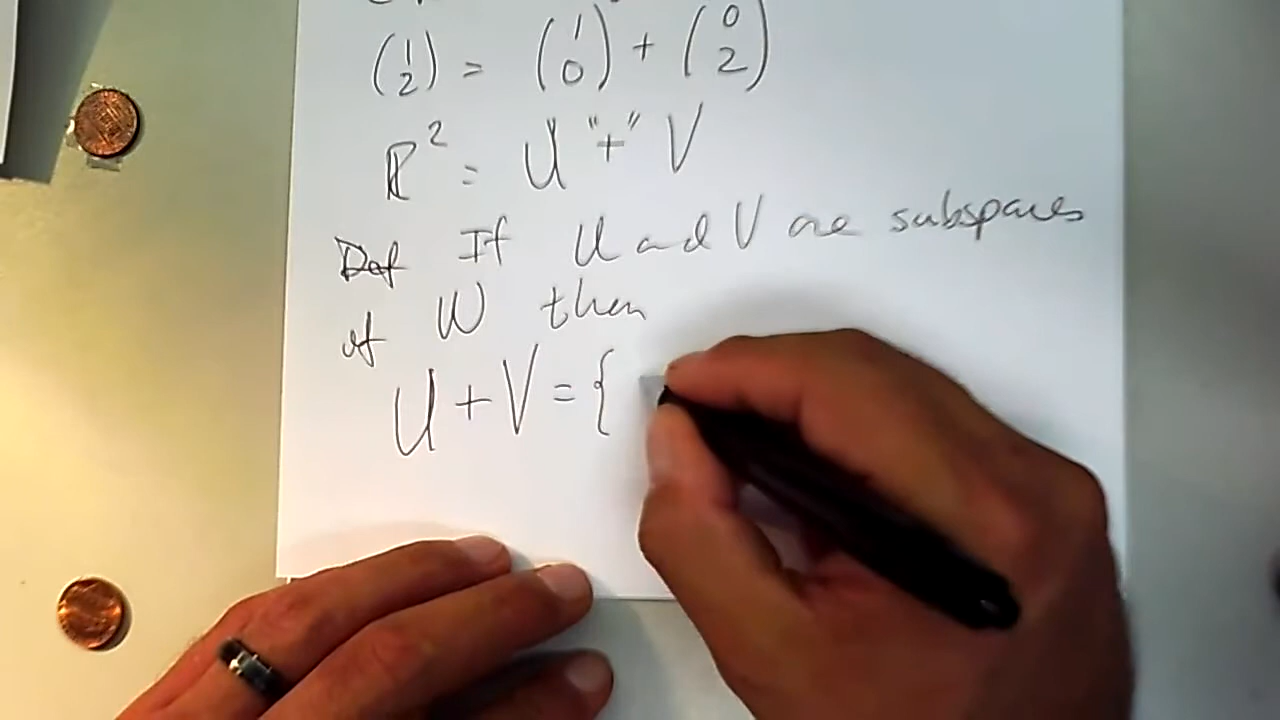 (1 2) = (1 0) + (0 2)
ℝ² = U "+" V
Def If U and V are subspaces
of W then
U + V = {